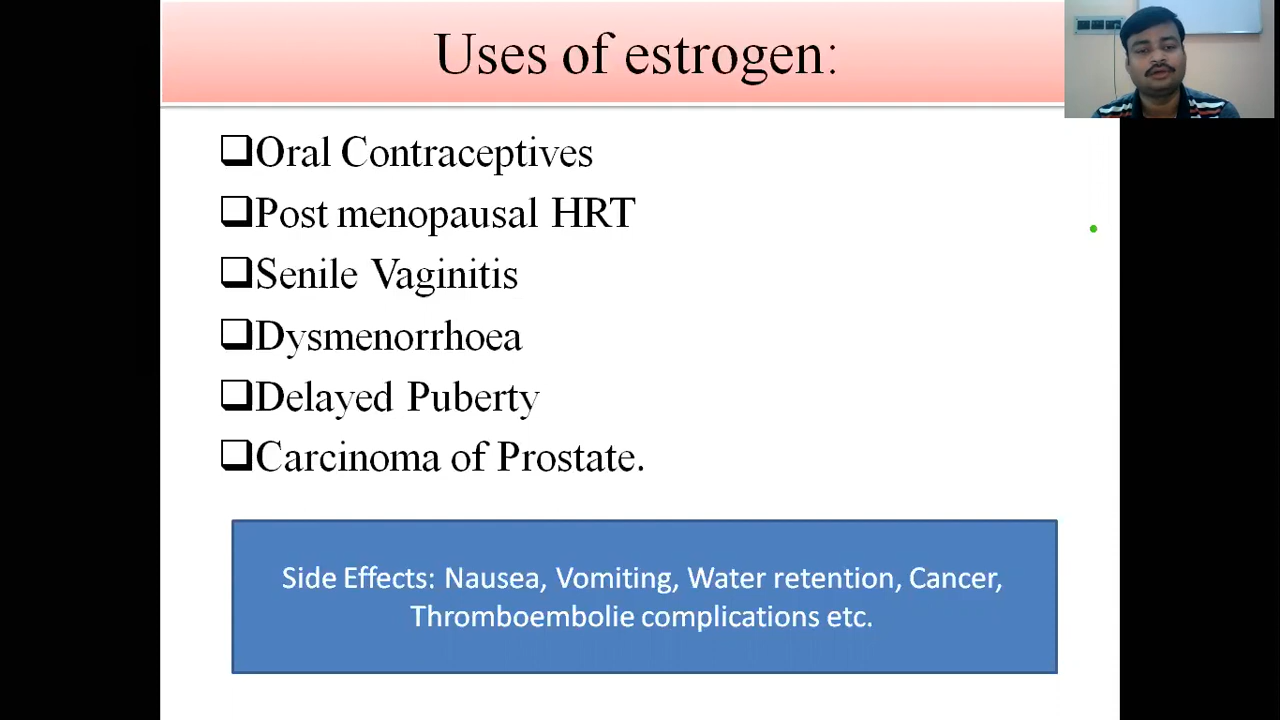 Uses of estrogen:
Oral Contraceptives
Post menopausal HRT
Senile Vaginitis
Dysmenorrhoea
Delayed Puberty
Carcinoma of Prostate.
Side Effects: Nausea, Vomiting, Water retention, Cancer,
Thromboembolie complications etc.